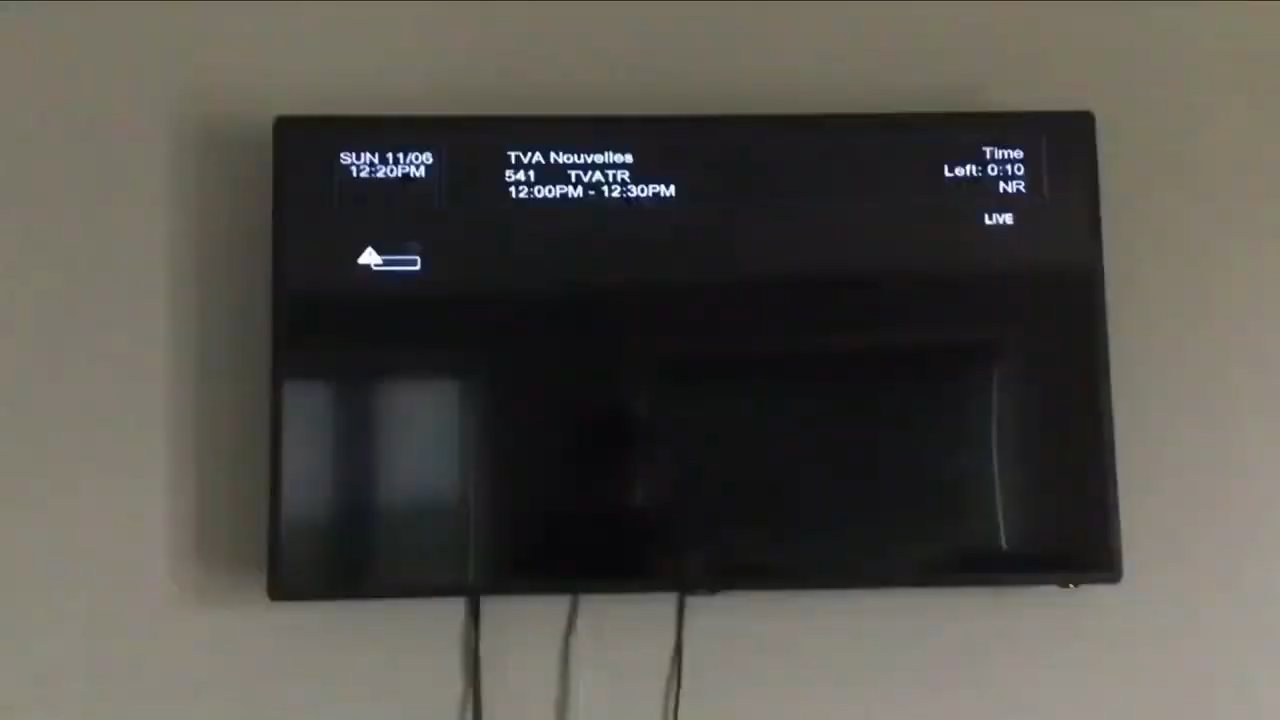 SUN 11/06
12:20PM
TVA Nouvelles
541 TVATR
12:00PM - 12:30PM
Time
Left: 0:10
NR
LIVE